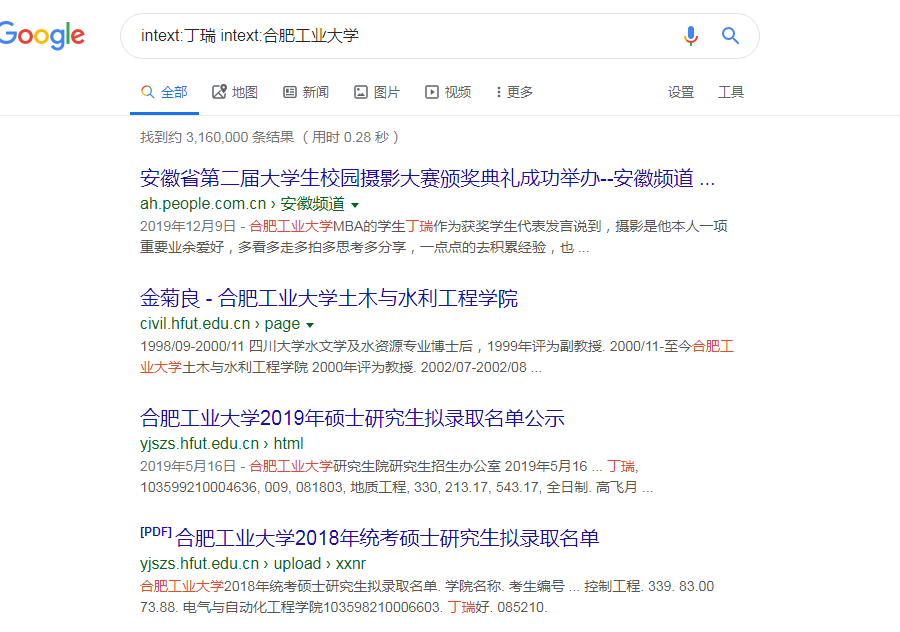 Google
intext:丁瑞 intext:合肥工业大学
全部 地图 新闻 图片 视频 更多 设置 工具
找到约 3,160,000 条结果 （用时 0.28 秒）
安徽省第二届大学生校园摄影大赛颁奖典礼成功举办--安徽频道 ...
ah.people.com.cn › 安徽频道
2019年12月9日 - 合肥工业大学MBA的学生丁瑞作为获奖学生代表发言说到，摄影是他本人一项
重要业余爱好，多看多走多拍多思考多分享，一点点的去积累经验，也 ...
金菊良 - 合肥工业大学土木与水利工程学院
civil.hfut.edu.cn › page
1998/09-2000/11 四川大学水文学及水资源专业博士后，1999年评为副教授. 2000/11-至今合肥工
业大学土木与水利工程学院 2000年评为教授. 2002/07-2002/08 ...
合肥工业大学2019年硕士研究生拟录取名单公示
yjszs.hfut.edu.cn › html
2019年5月16日 - 合肥工业大学研究生院研究生招生办公室 2019年5月16 ... 丁瑞,
103599210004636, 009, 081803, 地质工程, 330, 213.17, 543.17, 全日制. 高飞月 ...
[PDF] 合肥工业大学2018年统考硕士研究生拟录取名单
yjszs.hfut.edu.cn › upload › xxnr
合肥工业大学2018年统考硕士研究生拟录取名单. 学院名称. 考生编号 ... 控制工程. 339. 83.00
73.88. 电气与自动化工程学院103598210006603. 丁瑞好. 085210.